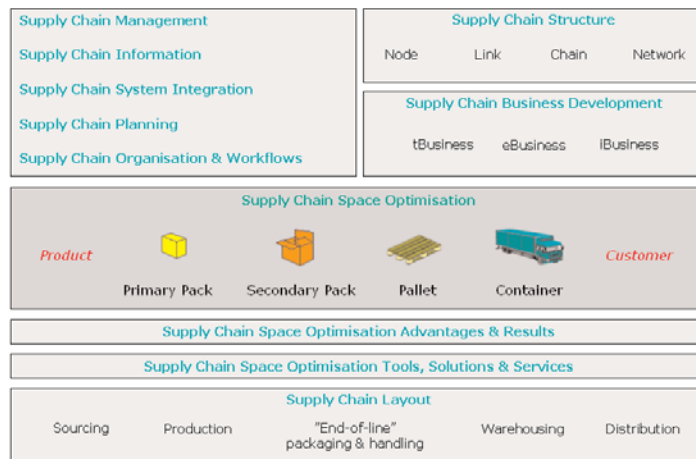 Supply Chain Management
Supply Chain Information
Supply Chain System Integration
Supply Chain Planning
Supply Chain Organisation & Workflows
Supply Chain Structure
Node Link Chain Network
Supply Chain Business Development
tBusiness eBusiness iBusiness
Supply Chain Space Optimisation
Product Customer
Primary Pack Secondary Pack Pallet Container
Supply Chain Space Optimisation Advantages & Results
Supply Chain Space Optimisation Tools, Solutions & Services
Supply Chain Layout
Sourcing Production "End-of-line" Warehousing Distribution
packaging & handling